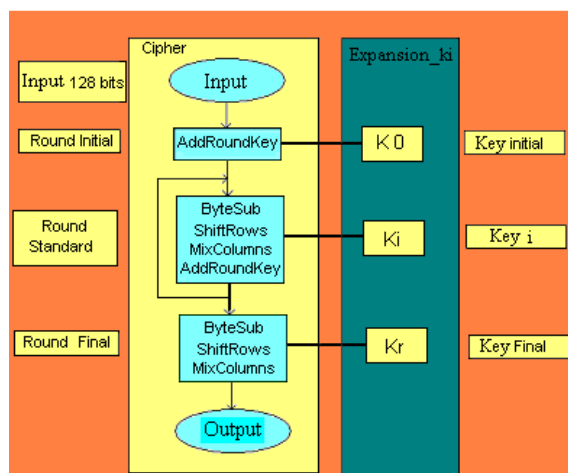 Cipher
Expansion_ki
Input 128 bits
Input
Round Initial
AddRoundKey
K0
Key initial
Round
Standard
ByteSub
ShiftRows
MixColumns
AddRoundKey
Ki
Key i
Round Final
ByteSub
ShiftRows
MixColumns
Kr
Key Final
Output